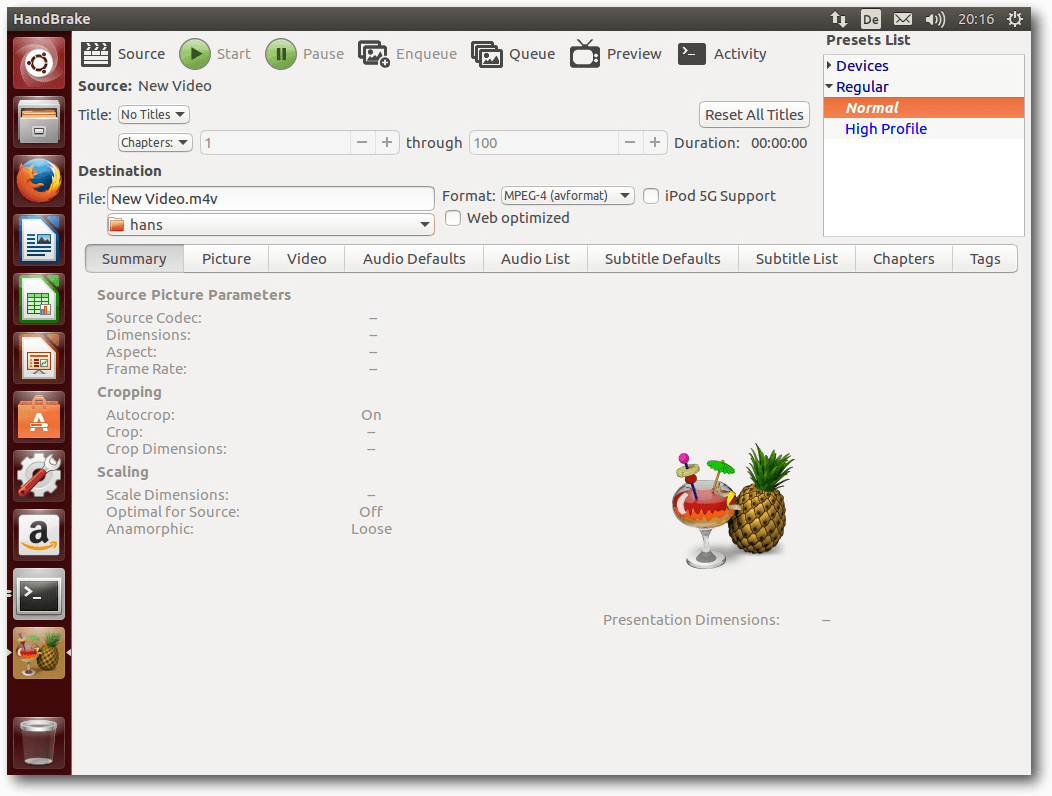 HandBrake De 20:16
Source Start Pause Enqueue Queue Preview Activity
Presets List
Devices
Regular
Normal
High Profile
Source: New Video
Title: No Titles Reset All Titles
Chapters: 1 through 100 Duration: 00:00:00
Destination
File: New Video.m4v Format: MPEG-4 (avformat) iPod 5G Support
hans Web optimized
Summary Picture Video Audio Defaults Audio List Subtitle Defaults Subtitle List Chapters Tags
Source Picture Parameters
Source Codec: --
Dimensions: --
Aspect: --
Frame Rate: --
Cropping
Autocrop: On
Crop: --
Crop Dimensions: --
Scaling
Scale Dimensions: --
Optimal for Source: Off
Anamorphic: Loose
Presentation Dimensions: --